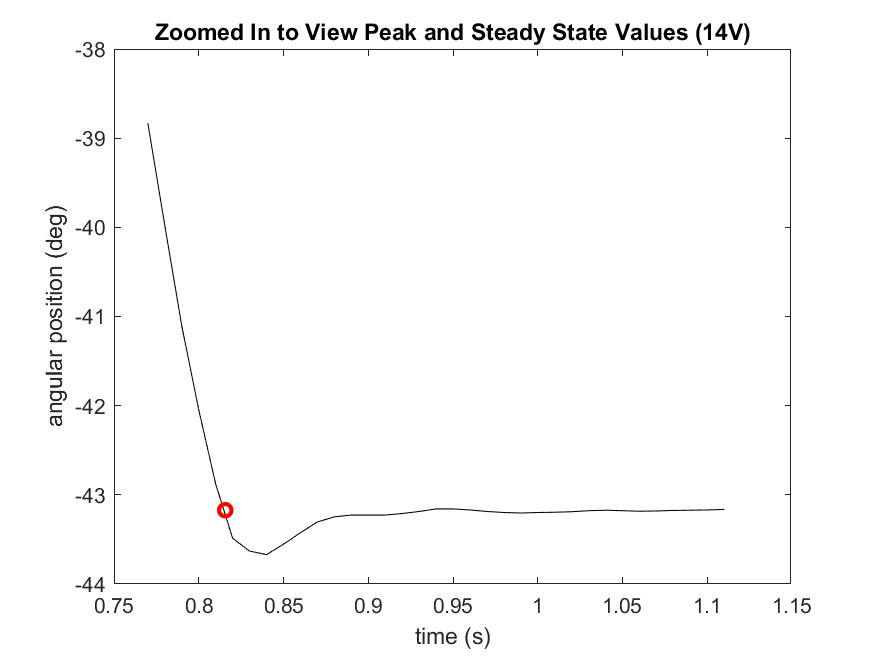 Zoomed In to View Peak and Steady State Values (14V)
-38
-39
-40
-41
-42
-43
-44
angular position (deg)
0.75 0.8 0.85 0.9 0.95 1 1.05 1.1 1.15
time (s)